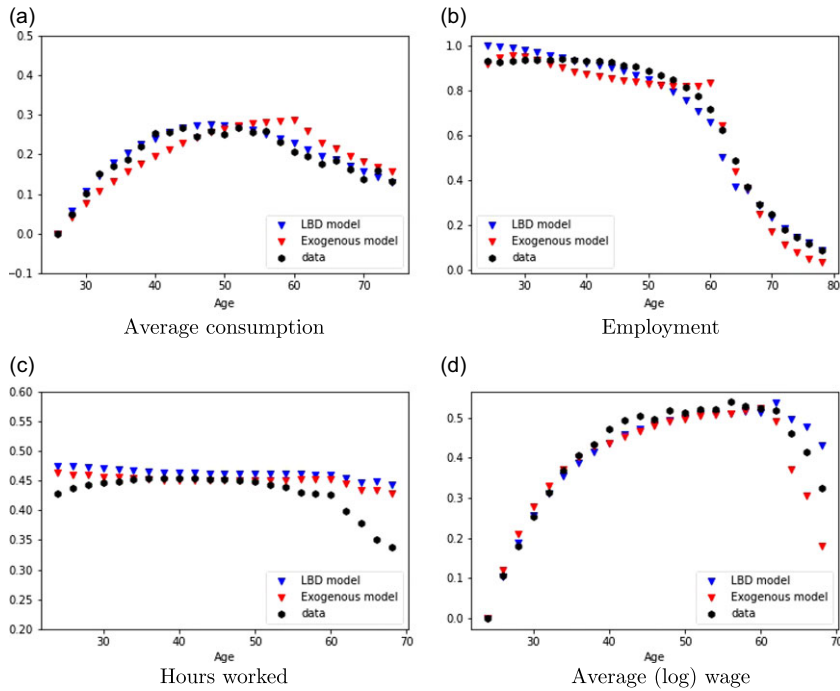 (a)
0.5
0.4
0.3
0.2
0.1
0.0
−0.1
30 40 50 60 70
Age
LBD model
Exogenous model
data
Average consumption
(b)
1.0
0.8
0.6
0.4
0.2
0.0
30 40 50 60 70 80
Age
LBD model
Exogenous model
data
Employment
(c)
0.60
0.55
0.50
0.45
0.40
0.35
0.30
0.25
0.20
30 40 50 60 70
Age
LBD model
Exogenous model
data
Hours worked
(d)
0.5
0.4
0.3
0.2
0.1
0.0
30 40 50 60 70
Age
LBD model
Exogenous model
data
Average (log) wage